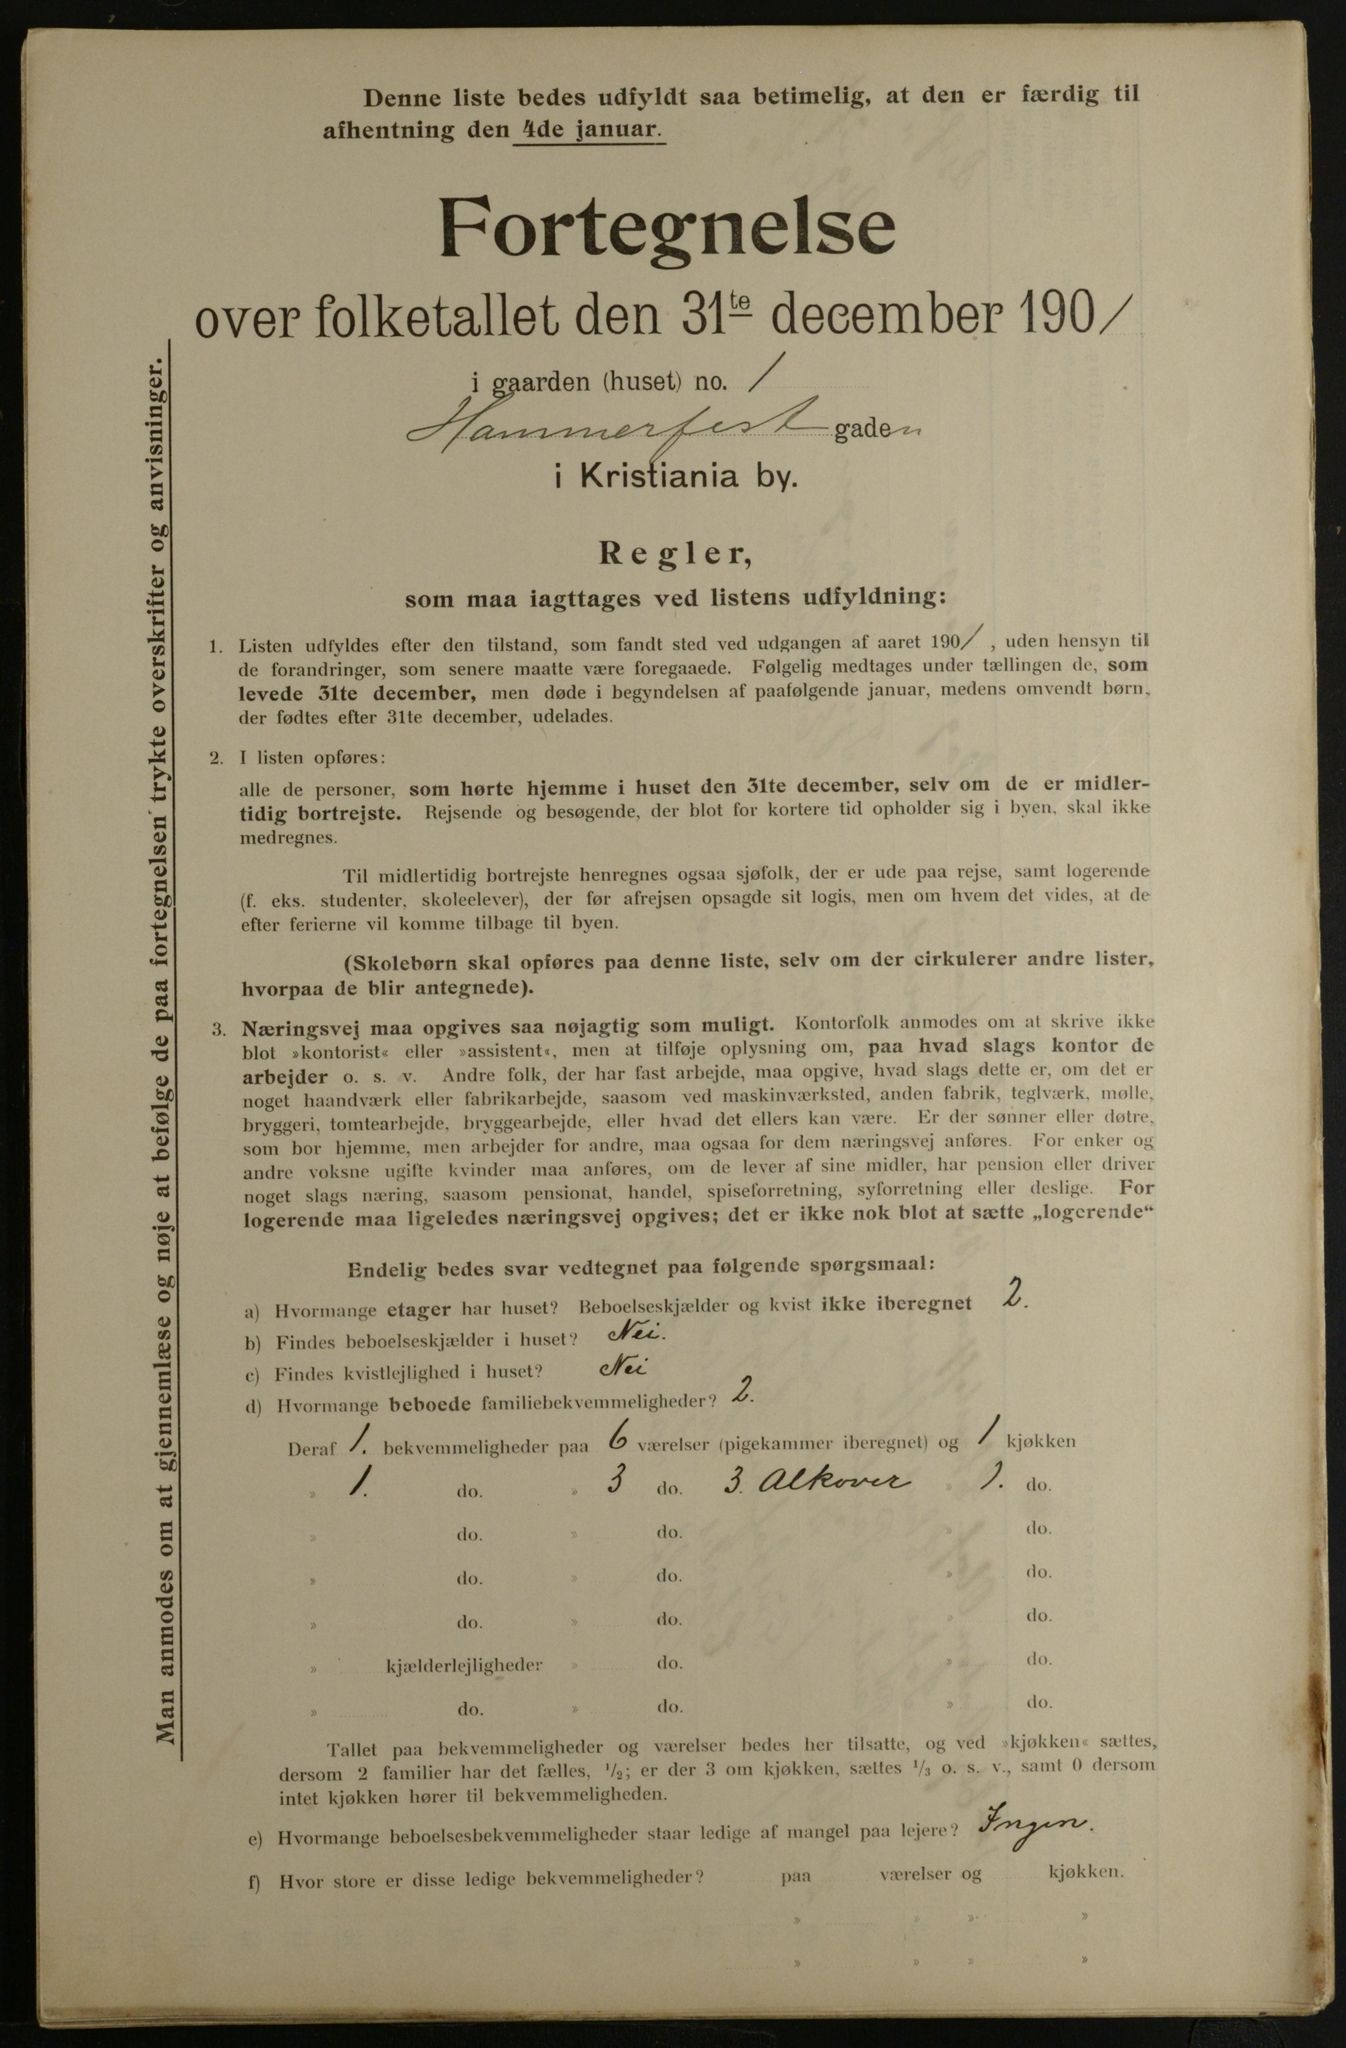 Denne liste bedes udfyldt saa betimelig, at den er færdig til
afhentning den 4de januar.
Fortegnelse
over folketallet den 31te december 1901
i gaarden (huset) no. 1
Hammerfest gaden
i Kristiania by.
Regler,
som maa iagttages ved listens udfyldning:
1. Listen udfyldes efter den tilstand, som fandt sted ved udgangen af aaret 1901, uden hensyn til
de forandringer, som senere maatte være foregaaede. Følgelig medtages under tællingen de, som
levede 31te december, men døde i begyndelsen af paafølgende januar, medens omvendt børn,
der fødtes efter 31te december, udelades.
2. I listen opføres:
alle de personer, som hørte hjemme i huset den 31te december, selv om de er midler-
tidig bortrejste. Rejsende og besøgende, der blot for kortere tid opholder sig i byen, skal ikke
medregnes.
Til midlertidig bortrejste henregnes ogsaa sjøfolk, der er ude paa rejse, samt logerende
(f. eks. studenter, skoleelever), der før afrejsen opsagde sit logis, men om hvem det vides, at de
efter ferierne vil komme tilbage til byen.
(Skolebørn skal opføres paa denne liste, selv om der cirkulerer andre lister,
hvorpaa de blir antegnede).
3. Næringsvej maa opgives saa nøjagtig som muligt. Kontorfolk anmodes om at skrive ikke
blot »kontorist« eller »assistent«, men at tilføje oplysning om, paa hvad slags kontor de
arbejder o. s. v. Andre folk, der har fast arbejde, maa opgive, hvad slags dette er, om det er
noget haandværk eller fabrikarbejde, saasom ved maskinværksted, anden fabrik, teglværk, mølle,
bryggeri, tomtearbejde, bryggearbejde, eller hvad det ellers kan være. Er der sønner eller døtre,
som bor hjemme, men arbejder for andre, maa ogsaa for dem næringsvej anføres. For enker og
andre voksne ugifte kvinder maa anføres, om de lever af sine midler, har pension eller driver
noget slags næring, saasom pensionat, handel, spiseforretning, syforretning eller deslige. For
logerende maa ligeledes næringsvej opgives; det er ikke nok blot at sætte „logerende“
Endelig bedes svar vedtegnet paa følgende spørgsmaal:
a) Hvormange etager har huset? Beboelseskjælder og kvist ikke iberegnet 2.
b) Findes beboelseskjælder i huset? Nei.
c) Findes kvistlejlighed i huset? Nei
d) Hvormange beboede familiebekvemmeligheder? 2.
Deraf 1. bekvemmeligheder paa 6 værelser (pigekammer iberegnet) og 1 kjøkken
» 1. do. » 3 do. 3. Alkover » 1. do.
» do. » do. » do.
» do. » do. » do.
» do. » do. » do.
» kjælderlejligheder » do. » do.
» do. » do. » do.
Tallet paa bekvemmeligheder og værelser bedes her tilsatte, og ved »kjøkken« sættes,
dersom 2 familier har det fælles, 1/2; er der 3 om kjøkken, sættes 1/3 o. s. v., samt 0 dersom
intet kjøkken hører til bekvemmeligheden.
e) Hvormange beboelsesbekvemmeligheder staar ledige af mangel paa lejere? Ingen.
f) Hvor store er disse ledige bekvemmeligheder? paa værelser og kjøkken.
» » » »
» » » »
Man anmodes om at gjennemlæse og nøje at befølge de paa fortegnelsen trykte overskrifter og anvisninger.